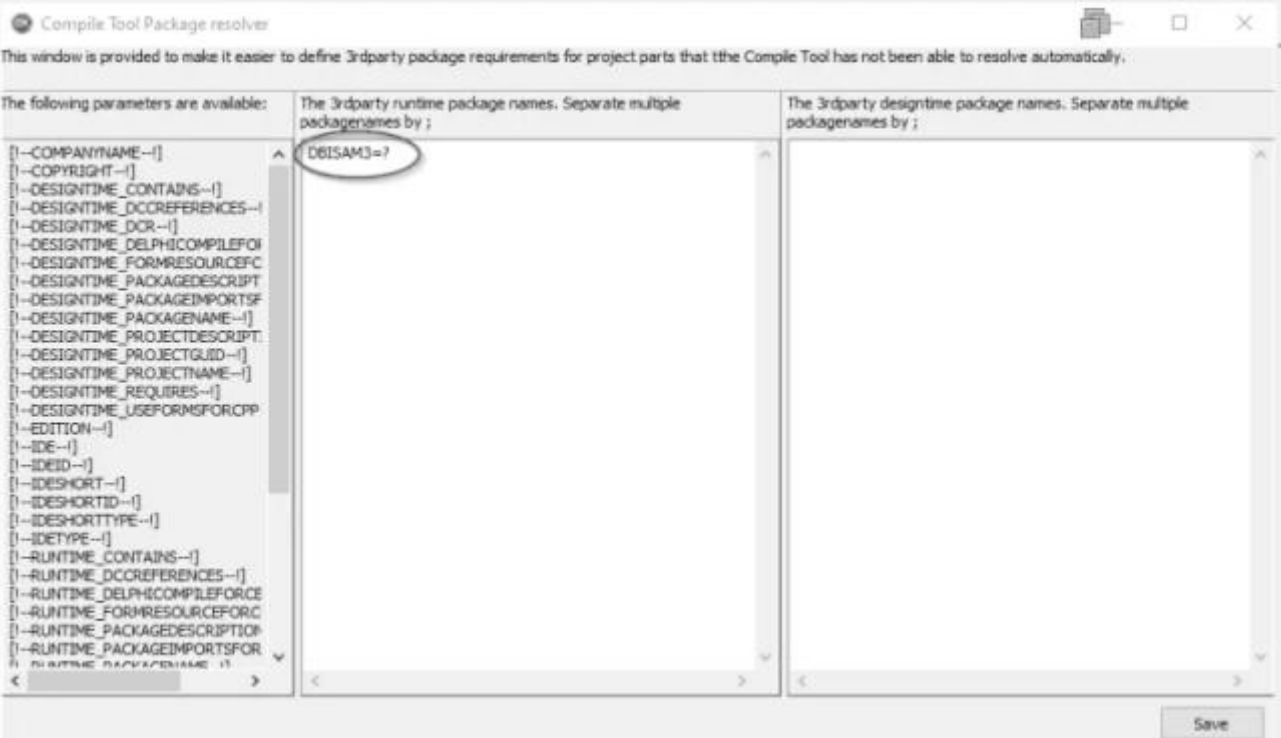 Compile Tool Package resolver
This window is provided to make it easier to define 3rdparty package requirements for project parts that tthe Compile Tool has not been able to resolve automatically.
The following parameters are available:
[!--COMPANYNAME--!]
[!--COPYRIGHT--!]
[!--DESIGNTIME_CONTAINS--!]
[!--DESIGNTIME_DCCREFERENCES--!
[!--DESIGNTIME_DCR--!]
[!--DESIGNTIME_DELPHICOMPILEFOR
[!--DESIGNTIME_FORMRESOURCEFC
[!--DESIGNTIME_PACKAGEDESCRIPT
[!--DESIGNTIME_PACKAGEIMPORTSF
[!--DESIGNTIME_PACKAGENAME--!]
[!--DESIGNTIME_PROJECTDESCRIPT
[!--DESIGNTIME_PROJECTGUID--!]
[!--DESIGNTIME_PROJECTNAME--!]
[!--DESIGNTIME_REQUIRES--!]
[!--DESIGNTIME_USEFORMSFORCPP
[!--EDITION--!]
[!--IDE--!]
[!--IDEID--!]
[!--IDESHORT--!]
[!--IDESHORTID--!]
[!--IDESHORTTYPE--!]
[!--IDETYPE--!]
[!--RUNTIME_CONTAINS--!]
[!--RUNTIME_DCCREFERENCES--!]
[!--RUNTIME_DELPHICOMPILEFORCE
[!--RUNTIME_FORMRESOURCEFORC
[!--RUNTIME_PACKAGEDESCRIPTION
[!--RUNTIME_PACKAGEIMPORTSFOR
[!--RUNTIME_PACKAGENAME--!]
The 3rdparty runtime package names. Separate multiple
packagenames by ;
DBISAM3=?
The 3rdparty designtime package names. Separate multiple
packagenames by ;
Save